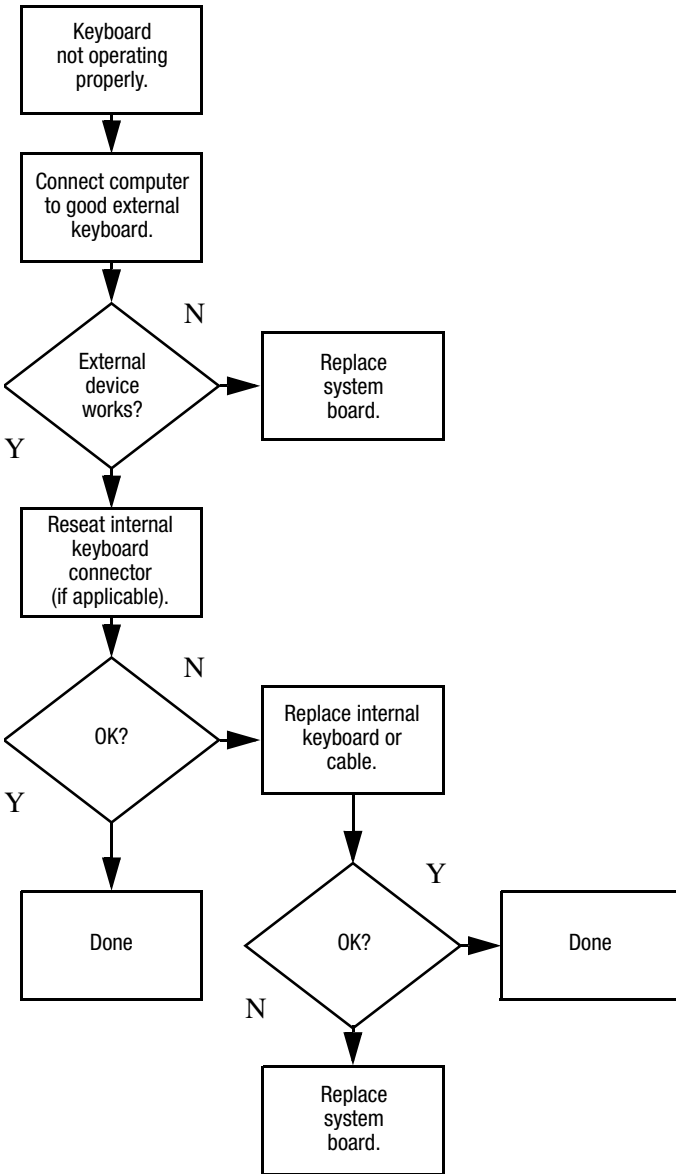 Keyboard
not operating
properly.
Connect computer
to good external
keyboard.
N
External
device
works?
Replace
system
board.
Y
Reseat internal
keyboard
connector
(if applicable).
N
OK?
Replace internal
keyboard or
cable.
Y
Y
Done
OK?
Done
N
Replace
system
board.